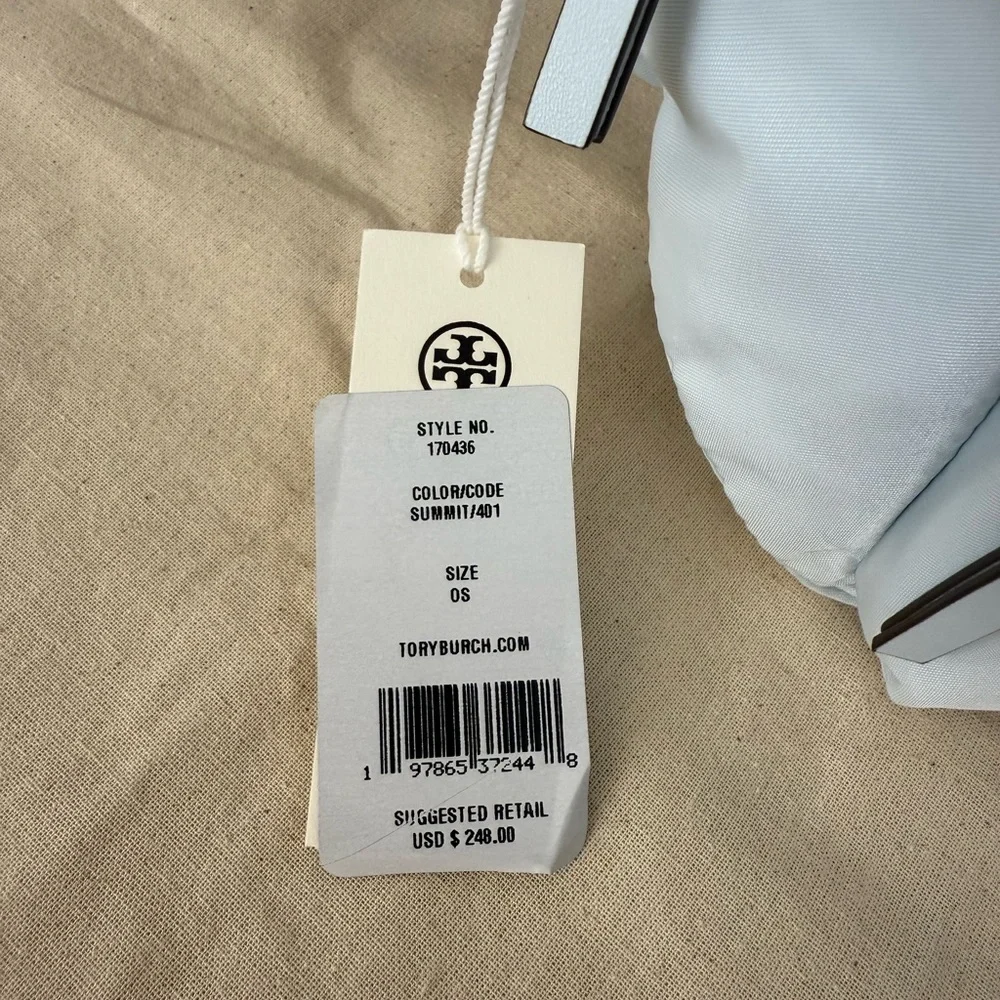 STYLE NO.
170436
COLOR/CODE
SUMMIT/401
SIZE
OS
TORYBURCH.COM
1 97865 37244 8
SUGGESTED RETAIL
USD $ 248.00